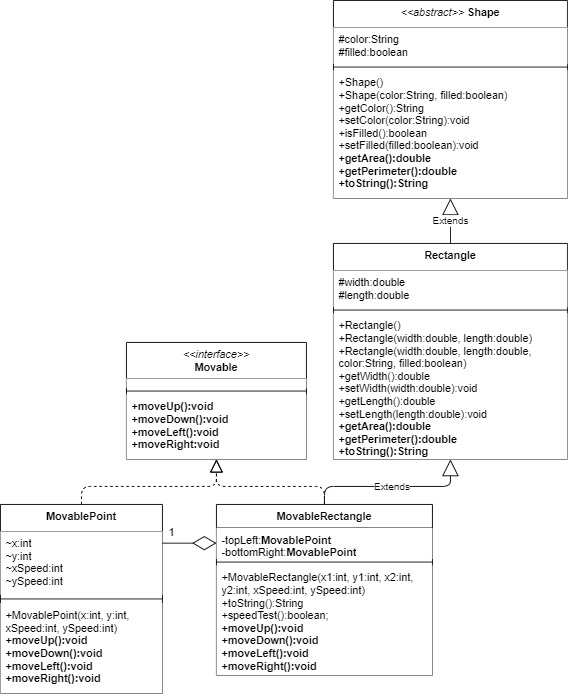 <<abstract>> Shape
#color:String
#filled:boolean
+Shape()
+Shape(color:String, filled:boolean)
+getColor():String
+setColor(color:String):void
+isFilled():boolean
+setFilled(filled:boolean):void
+getArea():double
+getPerimeter():double
+toString():String
Extends
Rectangle
#width:double
#length:double
+Rectangle()
+Rectangle(width:double, length:double)
+Rectangle(width:double, length:double,
color:String, filled:boolean)
+getWidth():double
+setWidth(width:double):void
+getLength():double
+setLength(length:double):void
+getArea():double
+getPerimeter():double
+toString():String
<<interface>>
Movable
+moveUp():void
+moveDown():void
+moveLeft():void
+moveRight:void
Extends
MovablePoint
~x:int
~y:int
~xSpeed:int
~ySpeed:int
+MovablePoint(x:int, y:int,
xSpeed:int, ySpeed:int)
+moveUp():void
+moveDown():void
+moveLeft():void
+moveRight():void
1
MovableRectangle
-topLeft:MovablePoint
-bottomRight:MovablePoint
+MovableRectangle(x1:int, y1:int, x2:int,
y2:int, xSpeed:int, ySpeed:int)
+toString():String
+speedTest():boolean;
+moveUp():void
+moveDown():void
+moveLeft():void
+moveRight():void